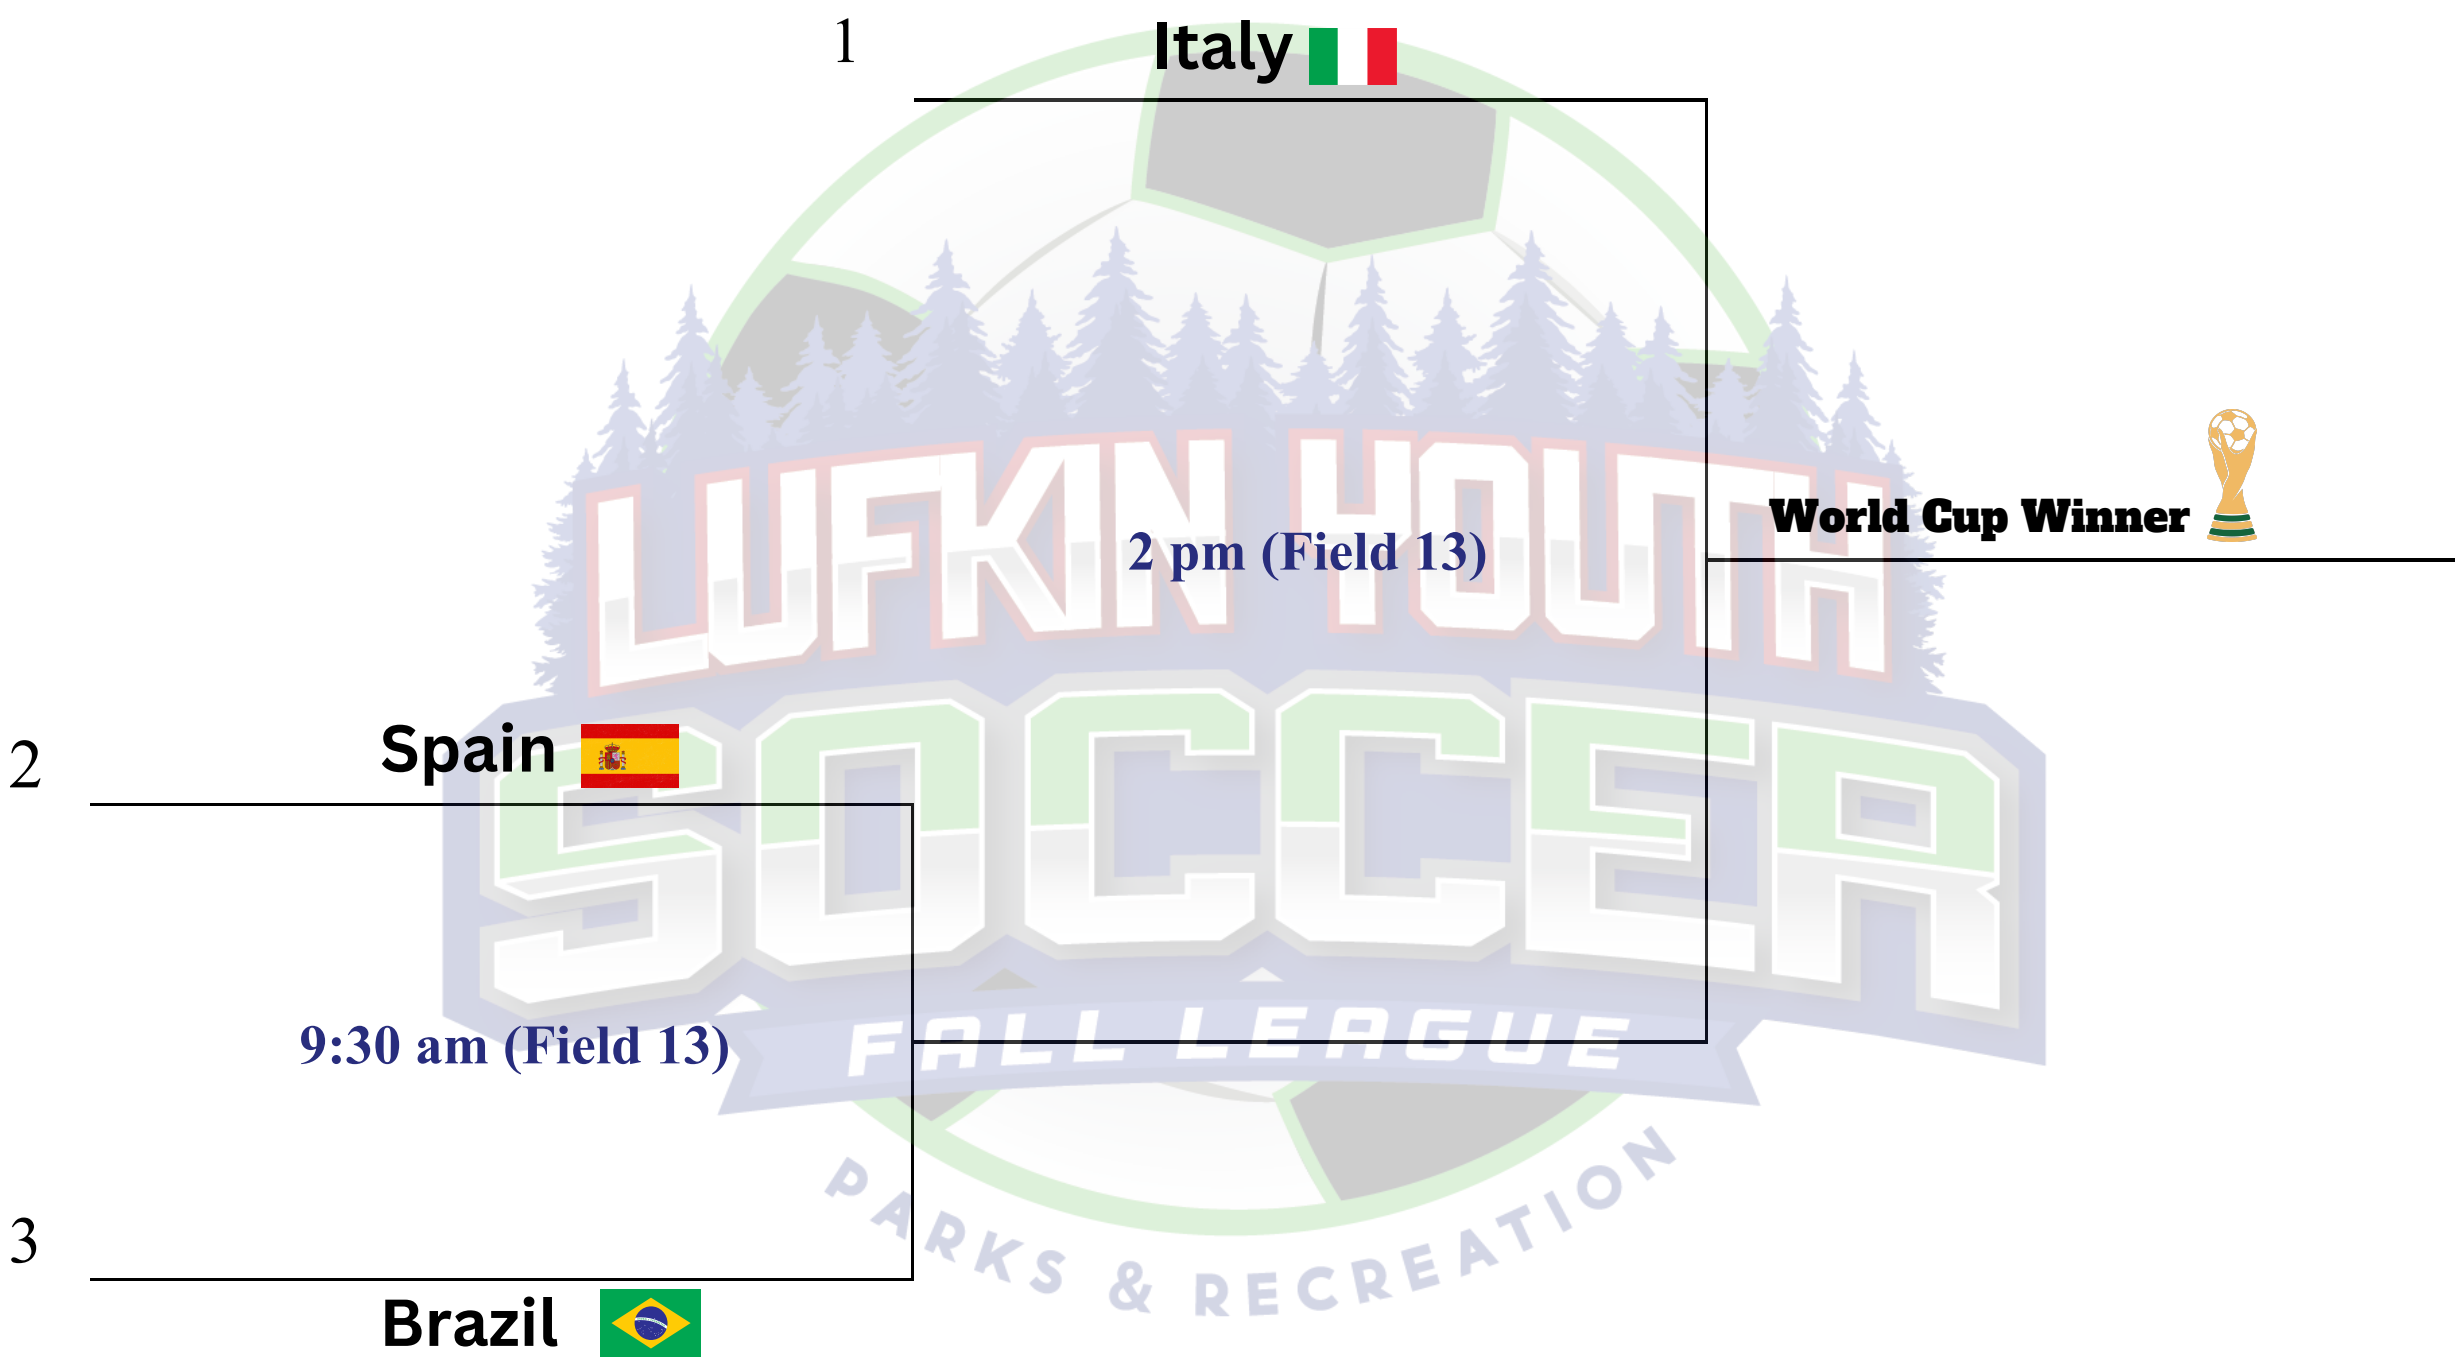 1
Italy
World Cup Winner
2 pm (Field 13)
LUFKIN YOUTH
SOCCER
FALL LEAGUE
PARKS & RECREATION
2
Spain
9:30 am (Field 13)
3
Brazil